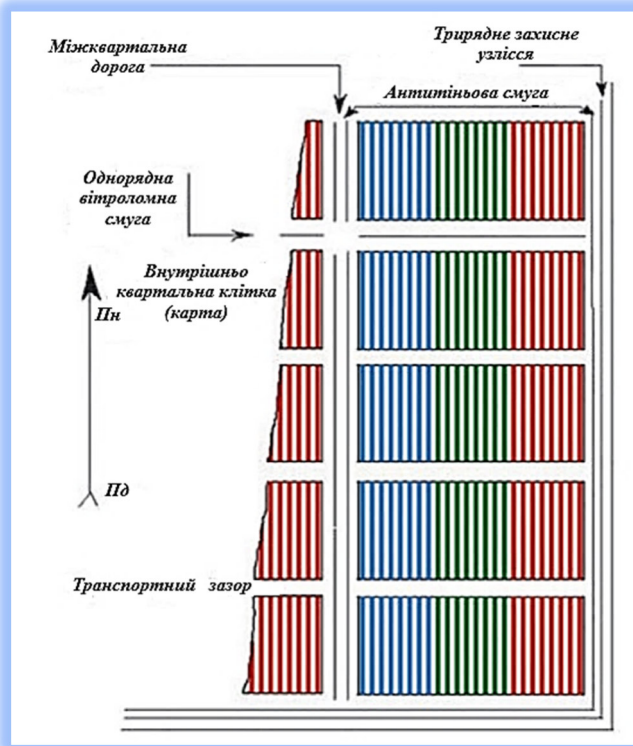 Міжквартальна
дорога
Трирядне захисне
узлісся
Антитіньова смуга
Однорядна
вітроломна
смуга
Внутрішньо
квартальна клітка
(карта)
Пн
Пд
Транспортний зазор